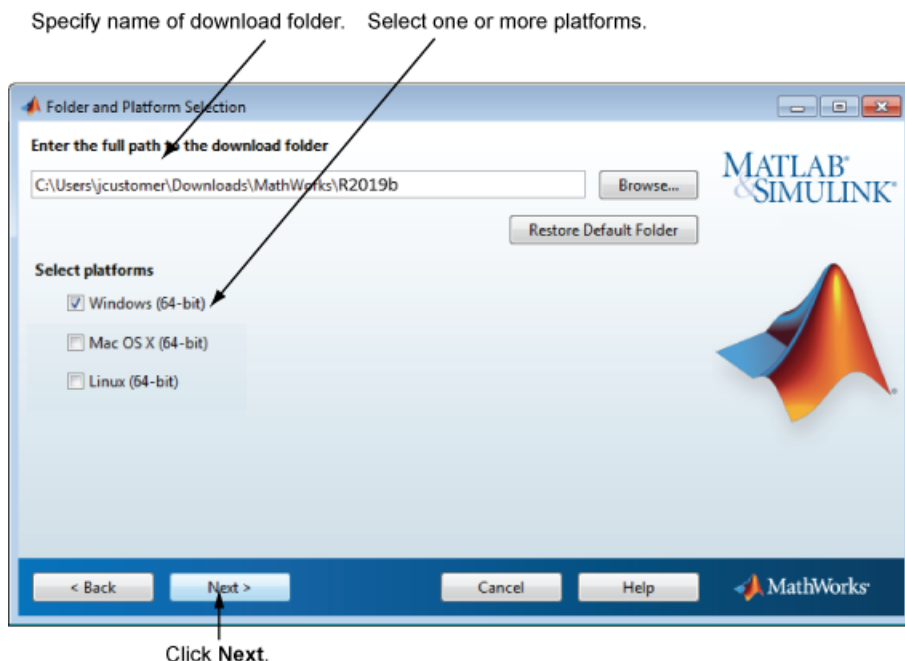 Specify name of download folder. Select one or more platforms.
Folder and Platform Selection
Enter the full path to the download folder
C:\Users\jcustomer\Downloads\MathWorks\R2019b
Browse...
MATLAB®
&SIMULINK®
Restore Default Folder
Select platforms
Windows (64-bit)
Mac OS X (64-bit)
Linux (64-bit)
< Back
Next >
Cancel
Help
MathWorks®
Click Next.